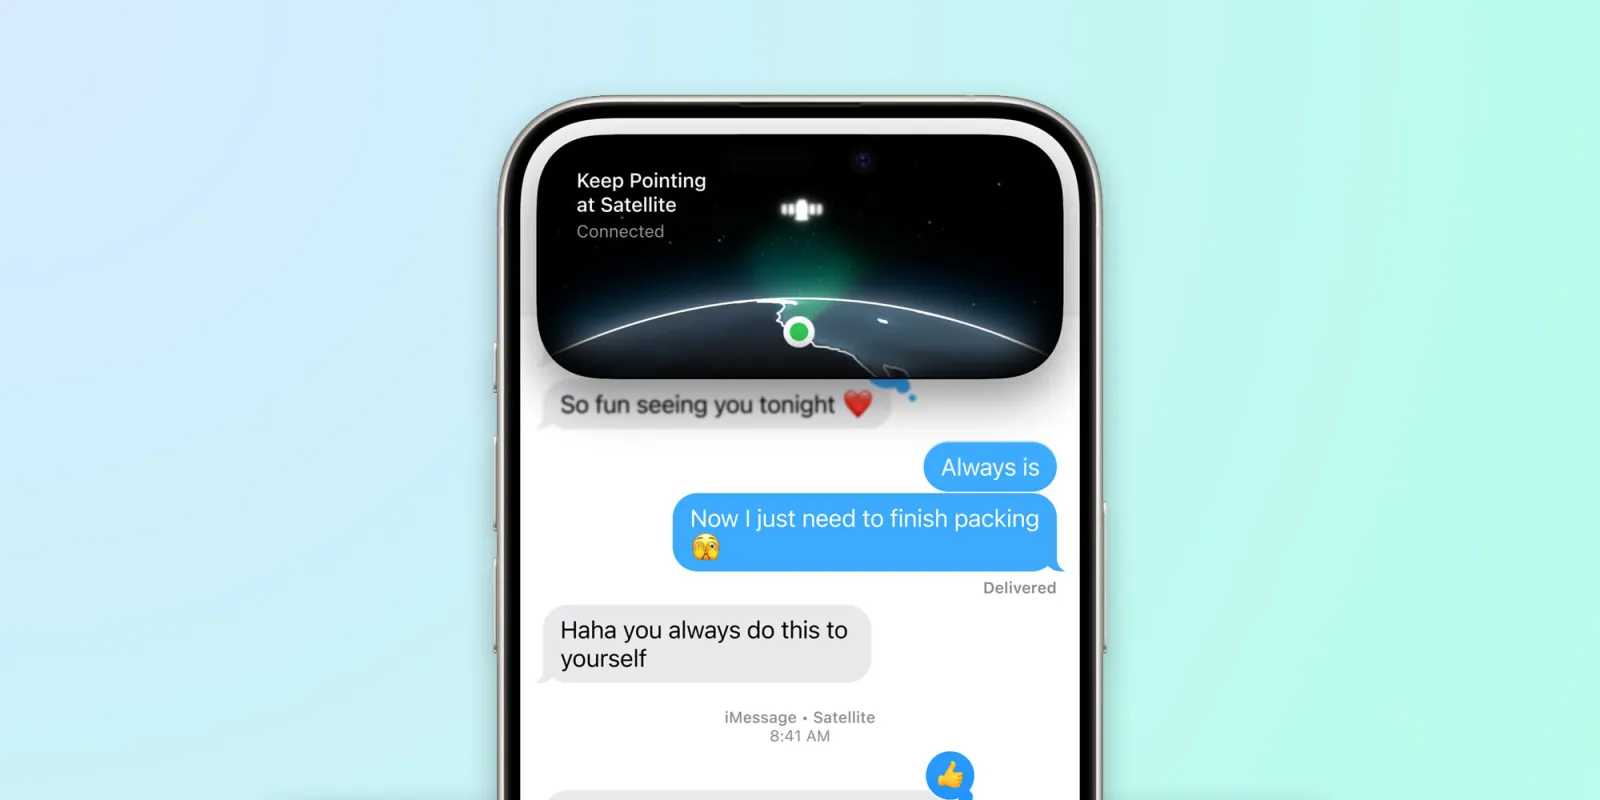 Keep Pointing
at Satellite
Connected
So fun seeing you tonight ❤️
Always is
Now I just need to finish packing
🫣
Delivered
Haha you always do this to
yourself
iMessage • Satellite
8:41 AM
👍